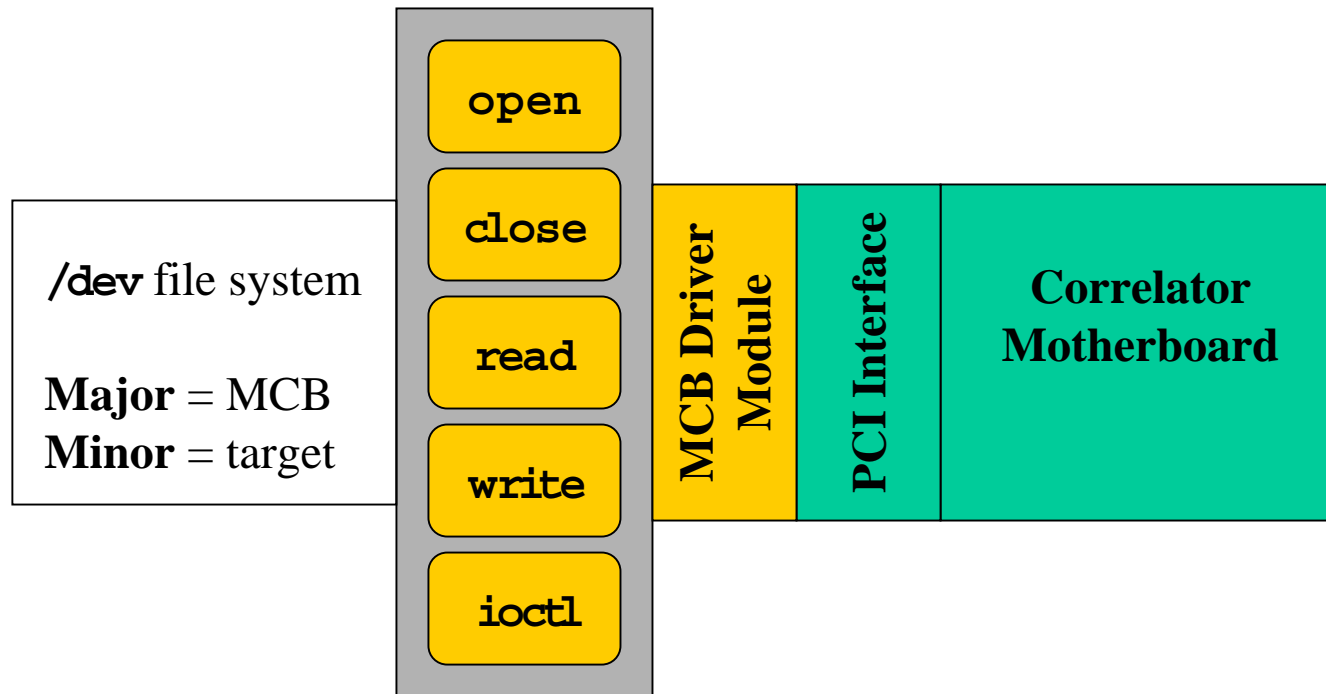 /dev file system
Major = MCB
Minor = target
open
close
read
write
ioctl
MCB Driver
Module
PCI Interface
Correlator
Motherboard